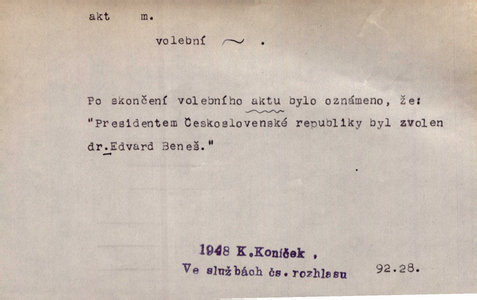 akt m.
volební ~ .
Po skončení volebního aktu bylo oznámeno, že:
"Presidentem Československé republiky byl zvolen
dr.Edvard Beneš."
1948 K.Koníček .
Ve službách čs. rozhlasu 92.28.